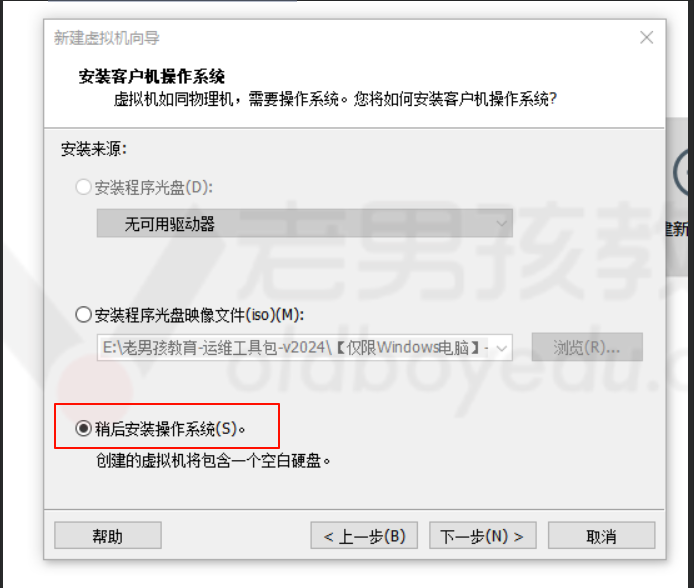 新建虚拟机向导
安装客户机操作系统
虚拟机如同物理机，需要操作系统。您将如何安装客户机操作系统?
安装来源:
安装程序光盘(D):
无可用驱动器
建新
安装程序光盘映像文件(iso)(M):
E:\老男孩教育-运维工具包-v2024\【仅限Windows电脑】-
浏览(R)...
稍后安装操作系统(S)。
创建的虚拟机将包含一个空白硬盘。
帮助
< 上一步(B)
下一步(N) >
取消
老男孩教
oldboyedu.c